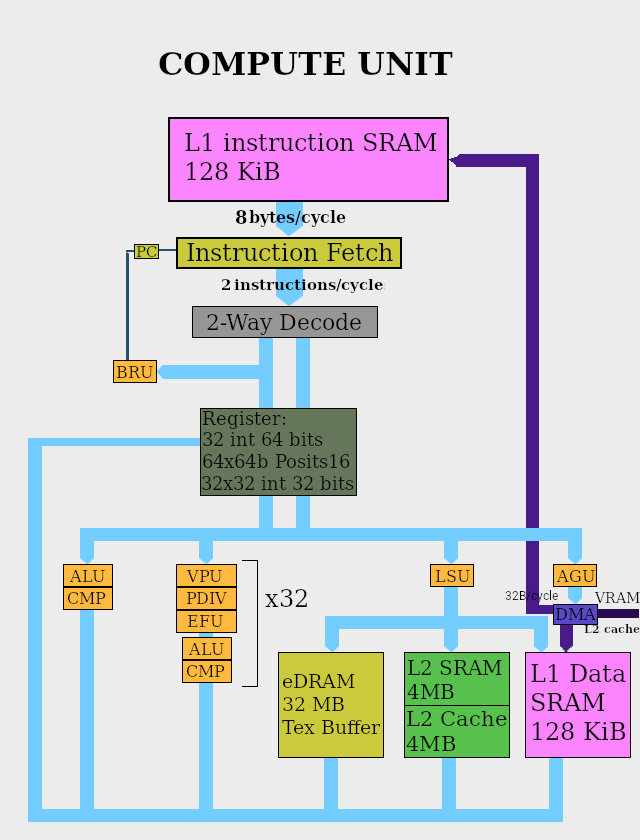 COMPUTE UNIT
L1 instruction SRAM
128 KiB
8 bytes/cycle
PC
Instruction Fetch
2 instructions/cycle
2-Way Decode
BRU
Register:
32 int 64 bits
64x64b Posits16
32x32 int 32 bits
ALU
CMP
VPU
PDIV
EFU
ALU
CMP
x32
LSU
AGU
32B/cycle
VRAM
DMA
L2 cache
eDRAM
32 MB
Tex Buffer
L2 SRAM
4MB
L2 Cache
4MB
L1 Data
SRAM
128 KiB